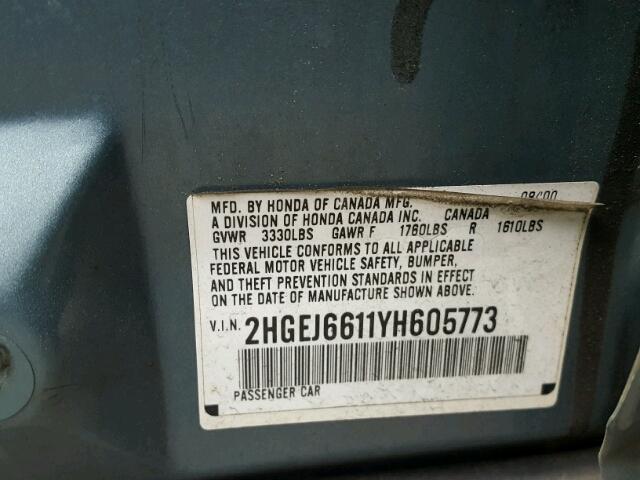 MFD. BY HONDA OF CANADA MFG.
A DIVISION OF HONDA CANADA INC. CANADA
GVWR 3330LBS GAWR F 1760LBS R 1610LBS
THIS VEHICLE CONFORMS TO ALL APPLICABLE
FEDERAL MOTOR VEHICLE SAFETY, BUMPER,
AND THEFT PREVENTION STANDARDS IN EFFECT
ON THE DATE OF MANUFACTURE SHOWN ABOVE.
V.I.N. 2HGEJ6611YH605773
PASSENGER CAR